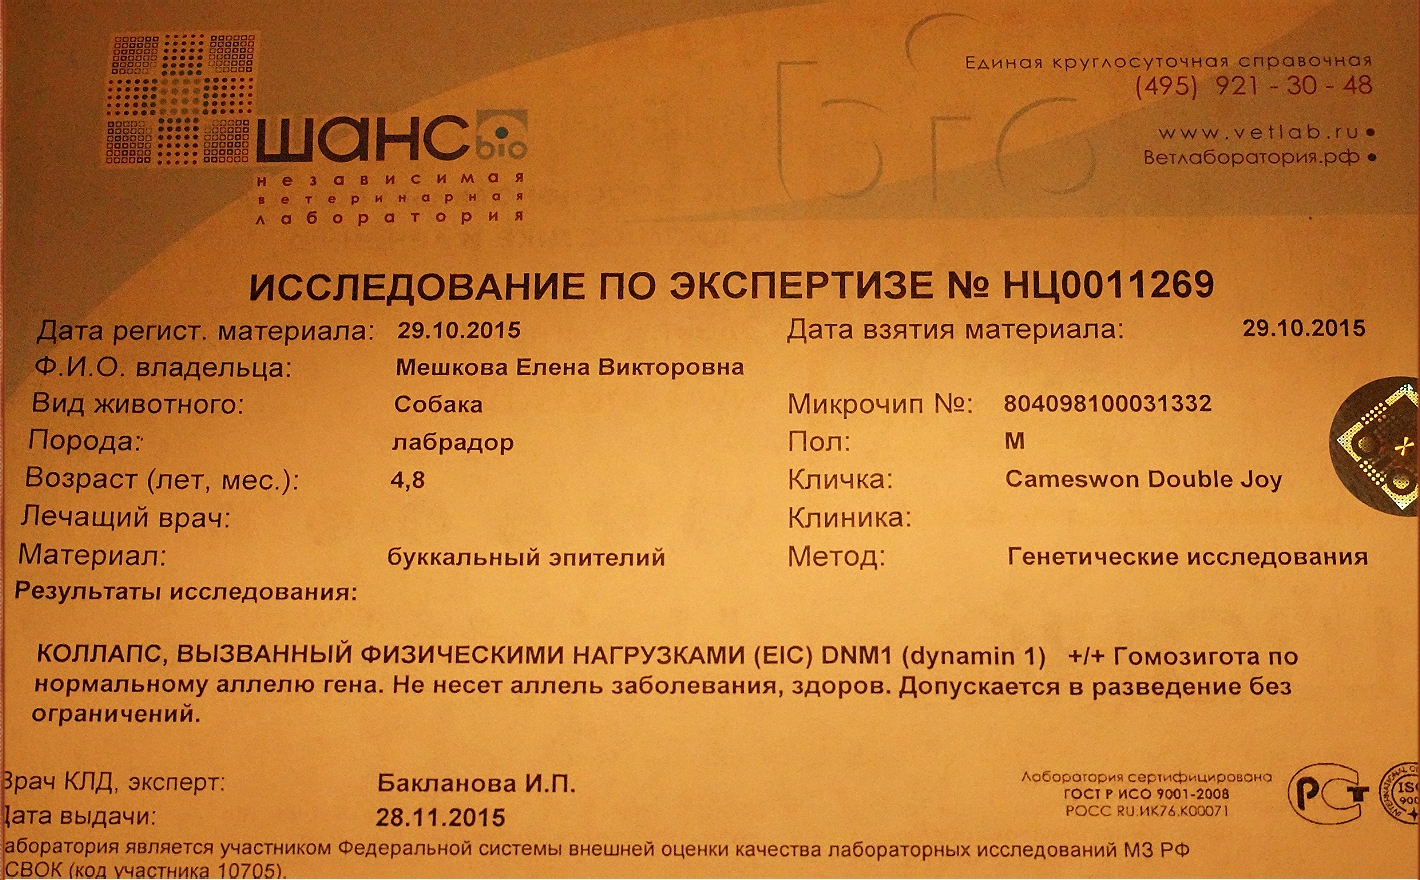 Единая круглосуточная справочная
(495) 921 - 30 - 48
www.vetlab.ru
Ветлаборатория.рф
bio
шанс bio
независимая
ветеринарная
лаборатория
ИССЛЕДОВАНИЕ ПО ЭКСПЕРТИЗЕ № НЦ0011269
Дата регист. материала: 29.10.2015 Дата взятия материала: 29.10.2015
Ф.И.О. владельца: Мешкова Елена Викторовна
Вид животного: Собака Микрочип №: 804098100031332
Порода: лабрадор Пол: М
Возраст (лет, мес.): 4,8 Кличка: Cameswon Double Joy
Лечащий врач: Клиника:
Материал: буккальный эпителий Метод: Генетические исследования
Результаты исследования:
КОЛЛАПС, ВЫЗВАННЫЙ ФИЗИЧЕСКИМИ НАГРУЗКАМИ (EIC) DNM1 (dynamin 1) +/+ Гомозигота по
нормальному аллелю гена. Не несет аллель заболевания, здоров. Допускается в разведение без
ограничений.
Врач КЛД, эксперт: Бакланова И.П.
Дата выдачи: 28.11.2015
Лаборатория сертифицирована
ГОСТ Р ИСО 9001-2008
РОСС RU.ИК76.К00071
РСТ
аборатория является участником Федеральной системы внешней оценки качества лабораторных исследований МЗ РФ
СВОК (код участника 10705).